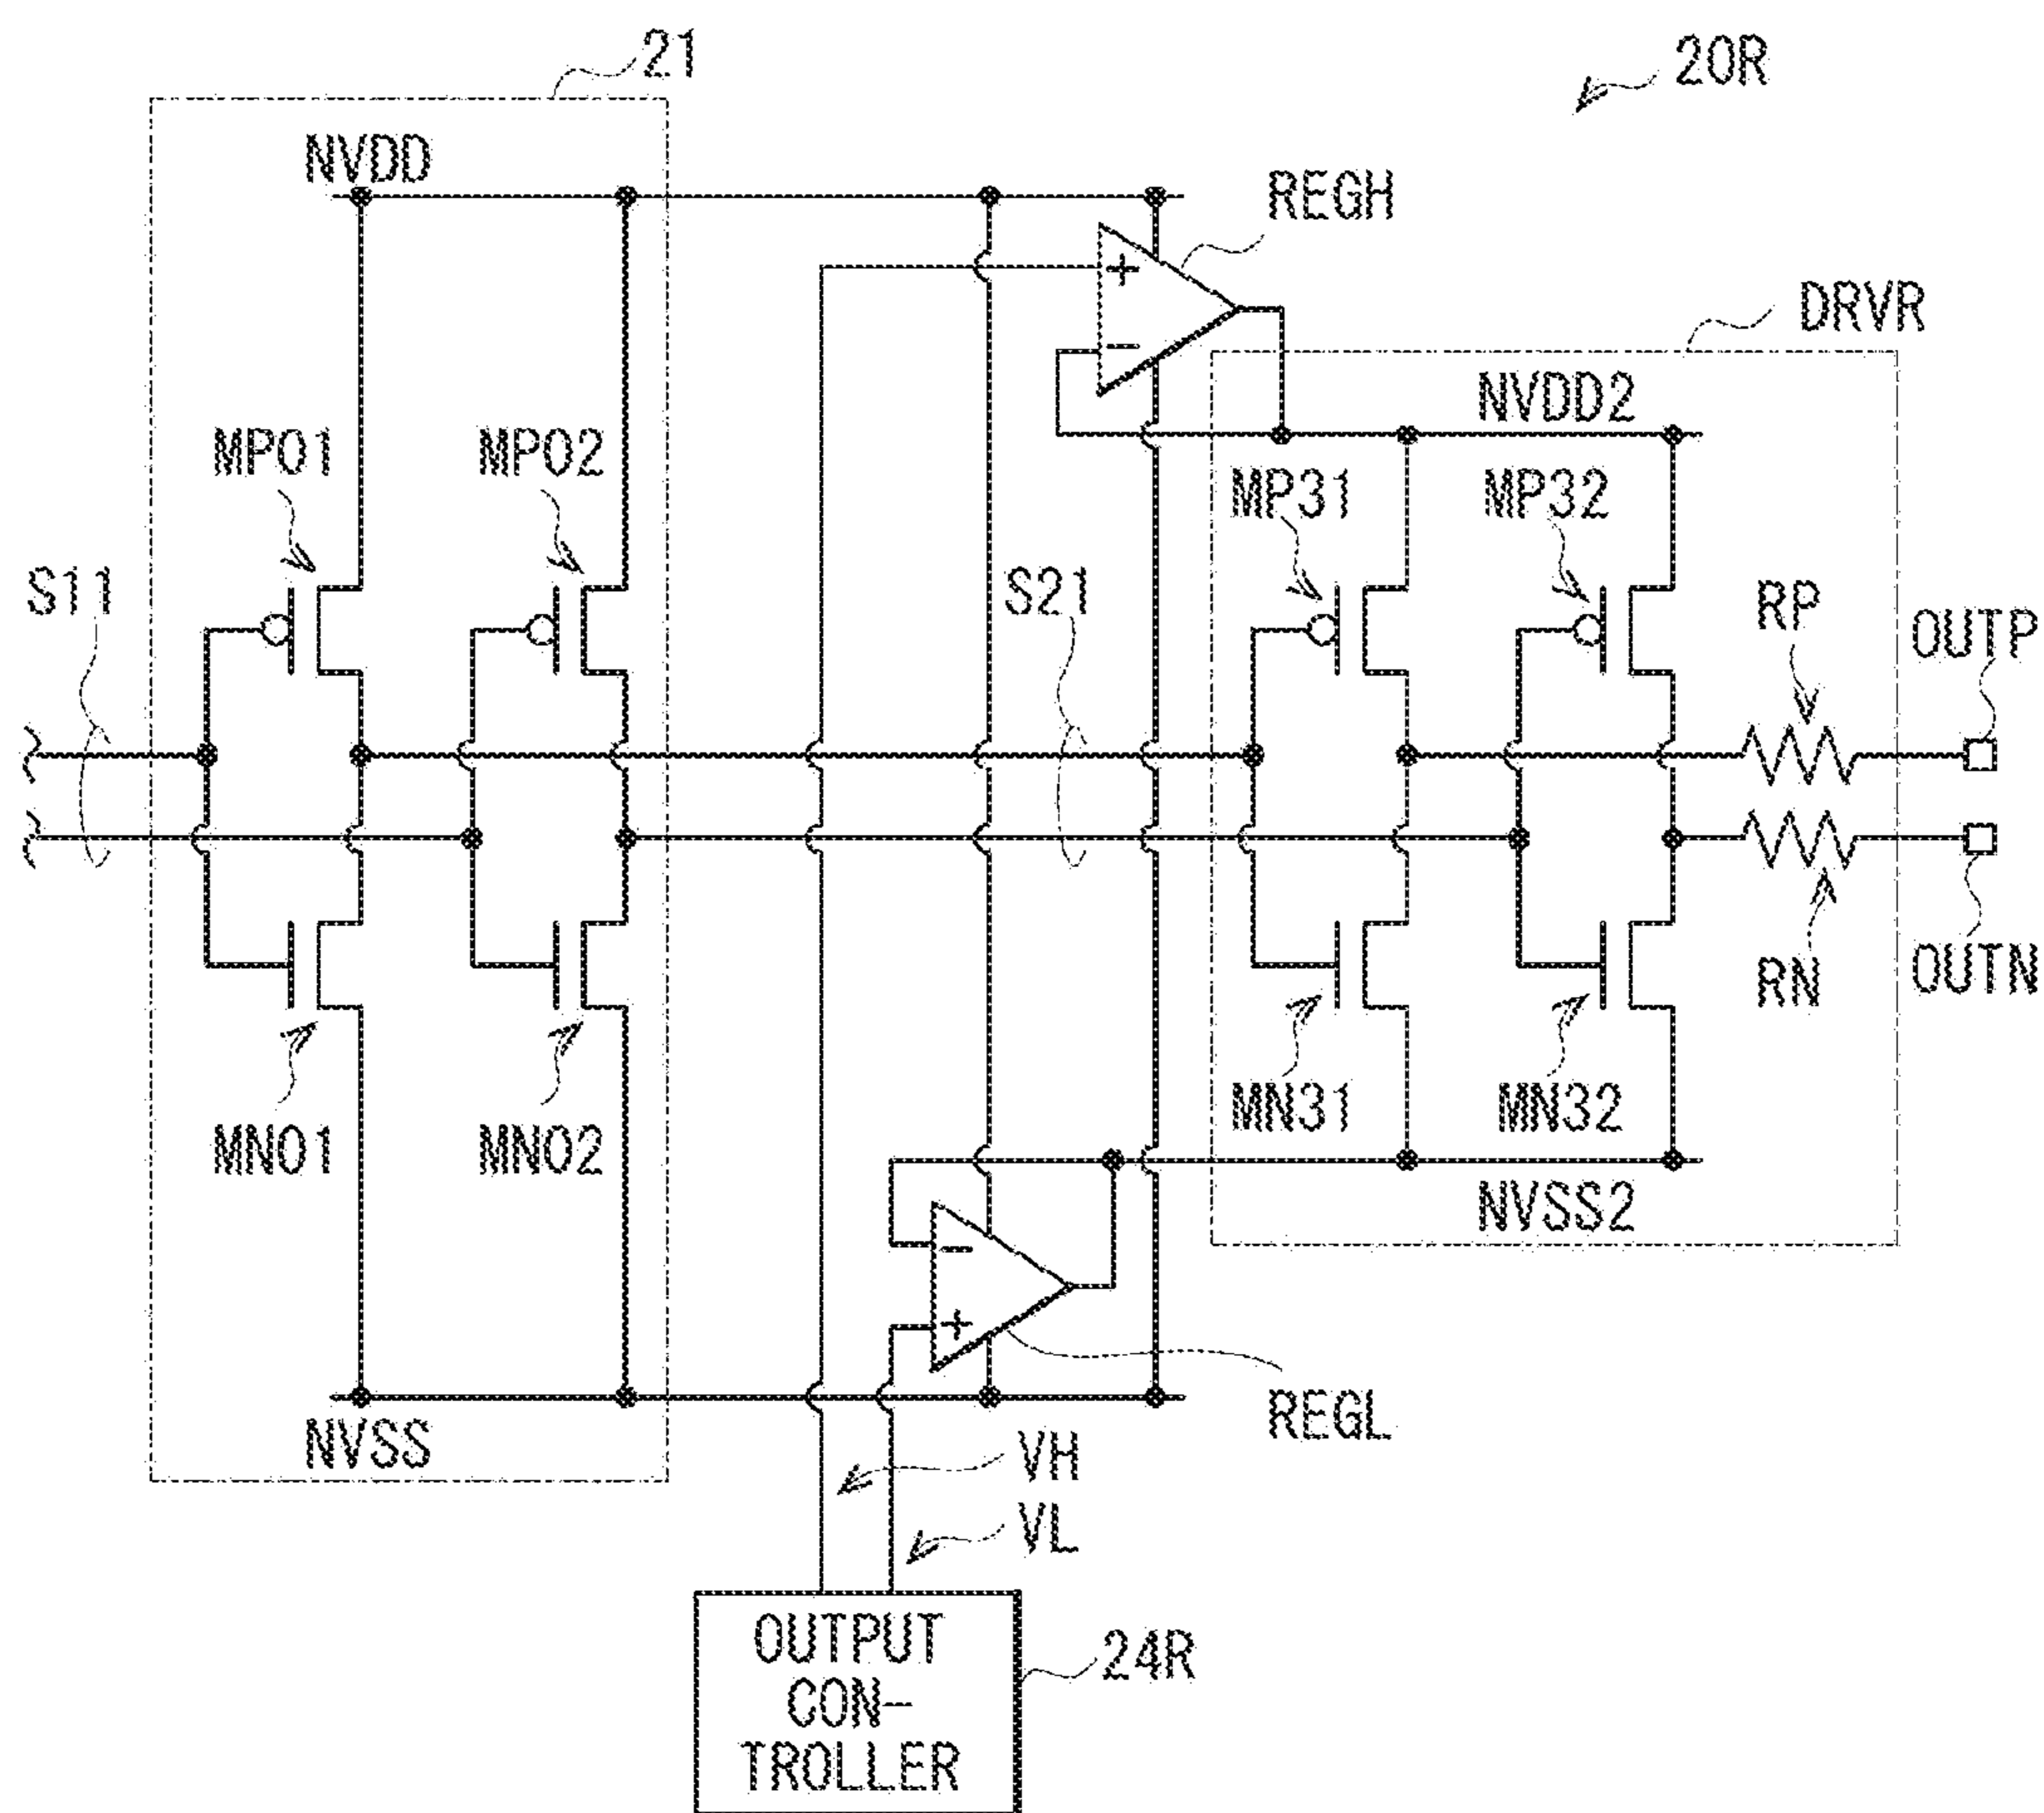 21
20R
NVDD
REGH
+
−
DRVR
NVDD2
MP01
MP02
MP31
MP32
S11
S21
RP
OUTP
RN
OUTN
MN01
MN02
MN31
MN32
NVSS2
−
+
NVSS
REGL
VH
VL
OUTPUT
CON-
TROLLER
24R